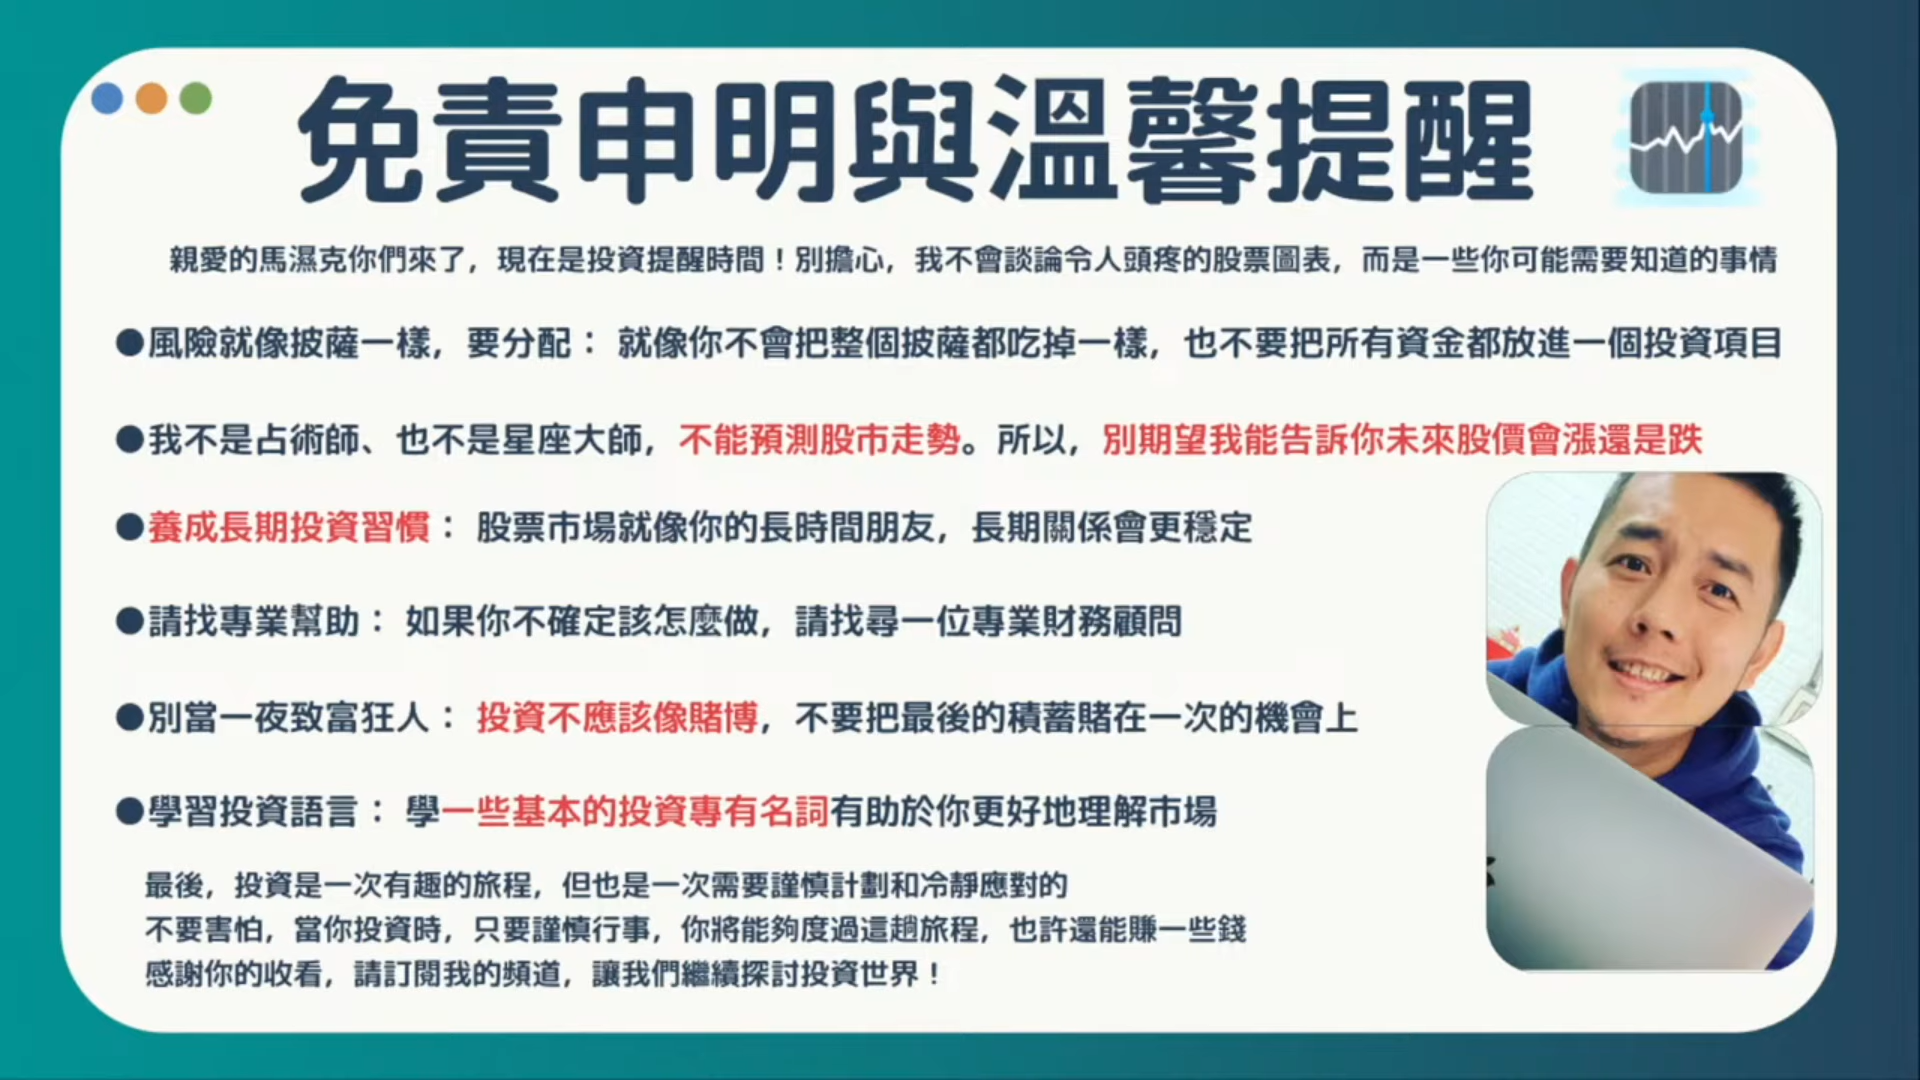 免責申明與溫馨提醒
親愛的馬濕克你們來了，現在是投資提醒時間！別擔心，我不會談論令人頭疼的股票圖表，而是一些你可能需要知道的事情
●風險就像披薩一樣，要分配： 就像你不會把整個披薩都吃掉一樣，也不要把所有資金都放進一個投資項目
●我不是占術師、也不是星座大師，不能預測股市走勢。所以，別期望我能告訴你未來股價會漲還是跌
●養成長期投資習慣： 股票市場就像你的長時間朋友，長期關係會更穩定
●請找專業幫助： 如果你不確定該怎麼做，請找尋一位專業財務顧問
●別當一夜致富狂人： 投資不應該像賭博，不要把最後的積蓄賭在一次的機會上
●學習投資語言： 學一些基本的投資專有名詞有助於你更好地理解市場
最後，投資是一次有趣的旅程，但也是一次需要謹慎計劃和冷靜應對的
不要害怕，當你投資時，只要謹慎行事，你將能夠度過這趟旅程，也許還能賺一些錢
感謝你的收看，請訂閱我的頻道，讓我們繼續探討投資世界！